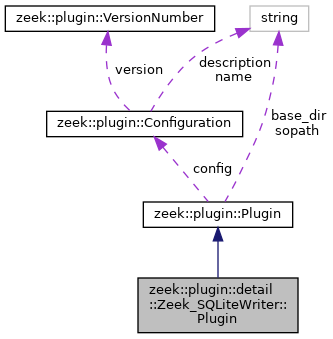 zeek::plugin::VersionNumber
string
version
description
name
zeek::plugin::Configuration
base_dir
sopath
config
zeek::plugin::Plugin
zeek::plugin::detail
::Zeek_SQLiteWriter::
Plugin